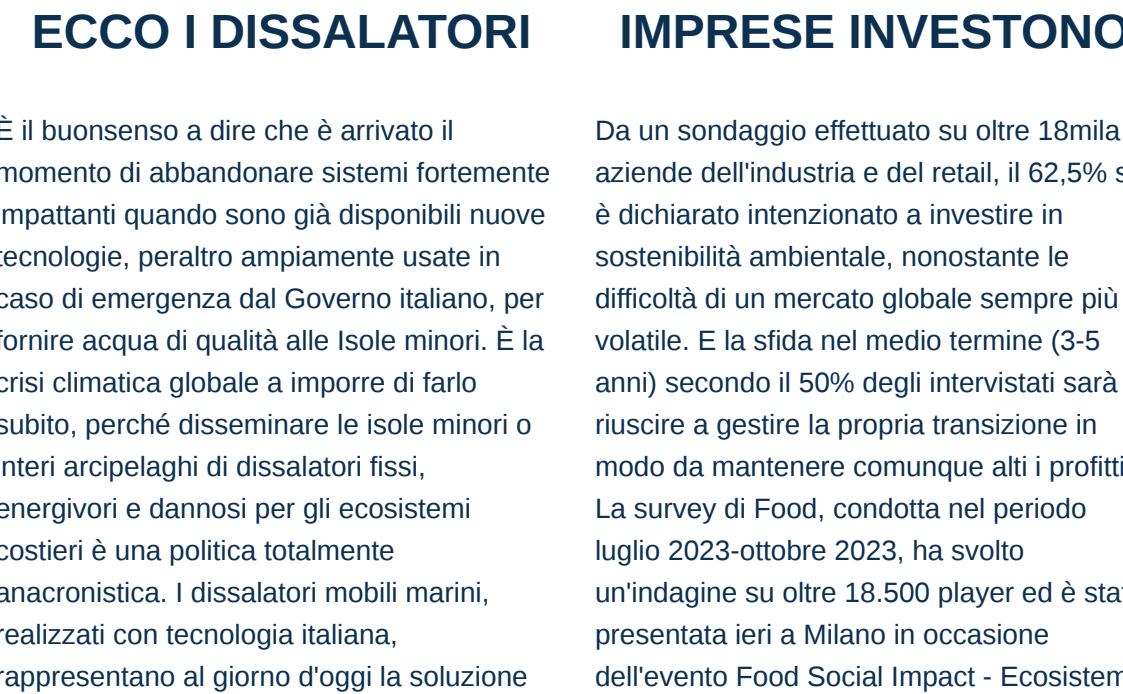 ECCO I DISSALATORI
È il buonsenso a dire che è arrivato il
momento di abbandonare sistemi fortemente
impattanti quando sono già disponibili nuove
tecnologie, peraltro ampiamente usate in
caso di emergenza dal Governo italiano, per
fornire acqua di qualità alle Isole minori. È la
crisi climatica globale a imporre di farlo
subito, perché disseminare le isole minori o
interi arcipelaghi di dissalatori fissi,
energivori e dannosi per gli ecosistemi
costieri è una politica totalmente
anacronistica. I dissalatori mobili marini,
realizzati con tecnologia italiana,
rappresentano al giorno d'oggi la soluzione
IMPRESE INVESTONO
Da un sondaggio effettuato su oltre 18mila
aziende dell'industria e del retail, il 62,5% s
è dichiarato intenzionato a investire in
sostenibilità ambientale, nonostante le
difficoltà di un mercato globale sempre più
volatile. E la sfida nel medio termine (3-5
anni) secondo il 50% degli intervistati sarà
riuscire a gestire la propria transizione in
modo da mantenere comunque alti i profitti
La survey di Food, condotta nel periodo
luglio 2023-ottobre 2023, ha svolto
un'indagine su oltre 18.500 player ed è stat
presentata ieri a Milano in occasione
dell'evento Food Social Impact - Ecosistem